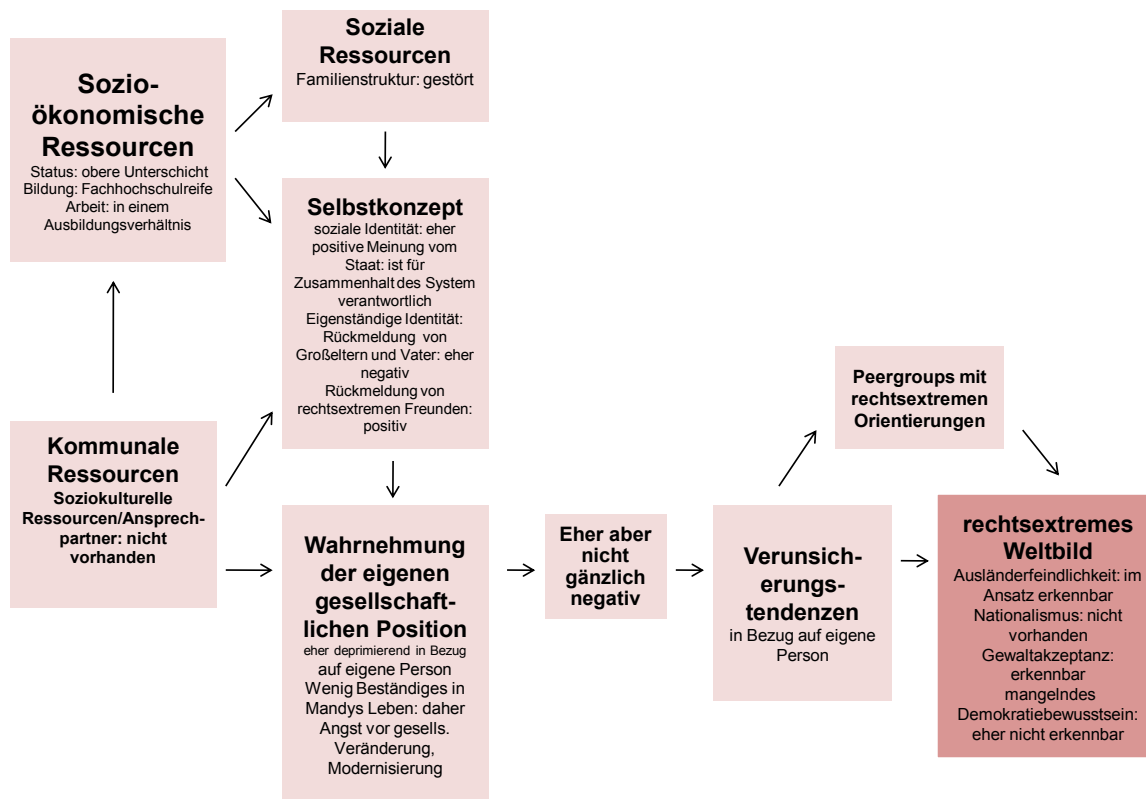 Soziale
Ressourcen
Familienstruktur: gestört
Sozio-
ökonomische
Ressourcen
Status: obere Unterschicht
Bildung: Fachhochschulreife
Arbeit: in einem
Ausbildungsverhältnis
Selbstkonzept
soziale Identität: eher
positive Meinung vom
Staat: ist für
Zusammenhalt des System
verantwortlich
Eigenständige Identität:
Rückmeldung von
Großeltern und Vater: eher
negativ
Rückmeldung von
rechtsextremen Freunden:
positiv
Kommunale
Ressourcen
Soziokulturelle
Ressourcen/Ansprech-
partner: nicht
vorhanden
Wahrnehmung
der eigenen
gesellschaft-
lichen Position
eher deprimierend in Bezug
auf eigene Person
Wenig Beständiges in
Mandys Leben: daher
Angst vor gesells.
Veränderung,
Modernisierung
Eher aber
nicht
gänzlich
negativ
Verunsich-
erungs-
tendenzen
in Bezug auf eigene
Person
Peergroups mit
rechtsextremen
Orientierungen
rechtsextremes
Weltbild
Ausländerfeindlichkeit: im
Ansatz erkennbar
Nationalismus: nicht
vorhanden
Gewaltakzeptanz:
erkennbar
mangelndes
Demokratiebewusstsein:
eher nicht erkennbar